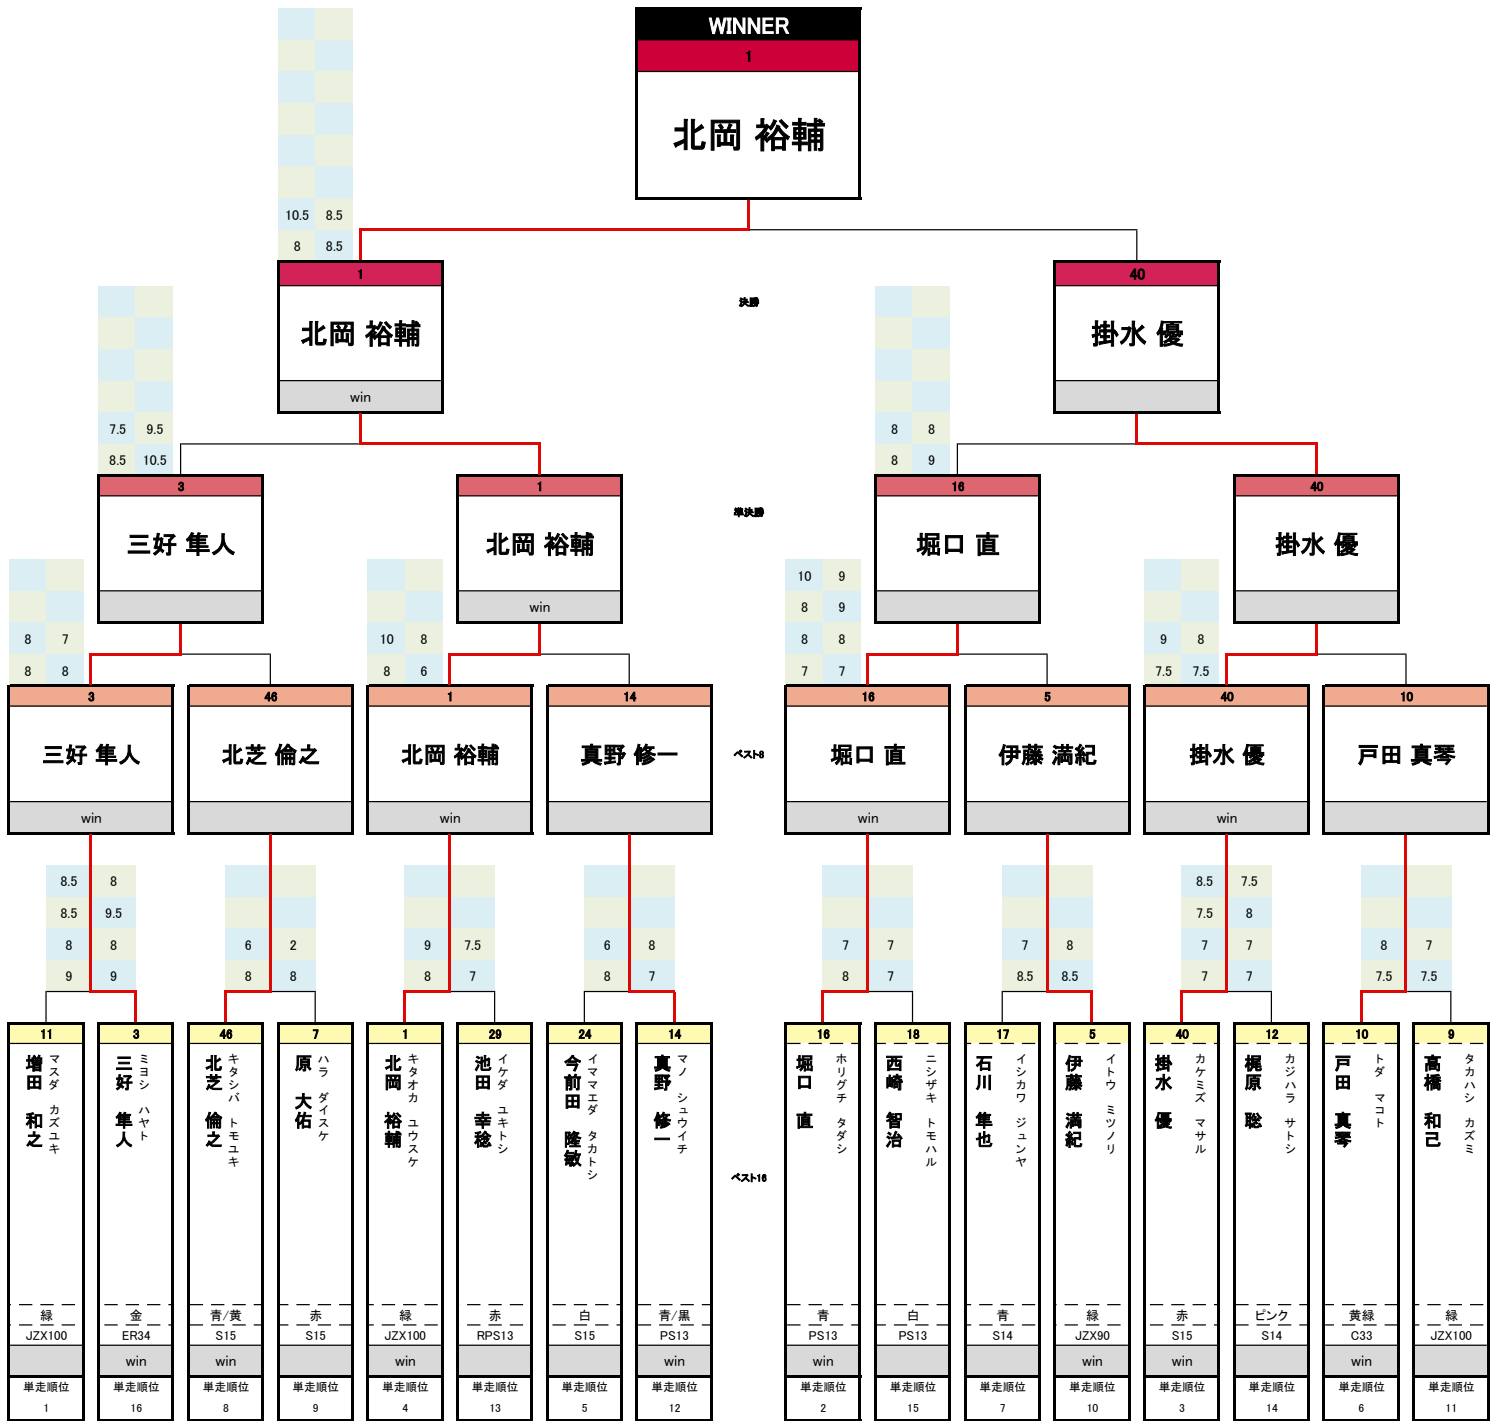 WINNER
1
北岡 裕輔
10.5 8.5
8 8.5
1 40
決勝
北岡 裕輔 掛水 優
win
7.5 9.5 8 8
8.5 10.5 8 9
3 1 16 40
準決勝
三好 隼人 北岡 裕輔 堀口 直 掛水 優
win
10 9
8 9
8 7 10 8 8 8 9 8
8 8 8 6 7 7 7.5 7.5
3 46 1 14 16 5 40 10
三好 隼人 北芝 倫之 北岡 裕輔 真野 修一 ベスト8 堀口 直 伊藤 満紀 掛水 優 戸田 真琴
win win win win
8.5 8 8.5 7.5
8.5 9.5 7.5 8
8 8 6 2 9 7.5 6 8 7 7 7 8 7 7 8 7
9 9 8 8 8 7 8 7 8 7 8.5 8.5 7 7 7.5 7.5
11 3 46 7 1 29 24 14 16 18 17 5 40 12 10 9
増田 和之 マスダ カズユキ
三好 隼人 ミヨシ ハヤト
北芝 倫之 キタシバ トモユキ
原 大佑 ハラ ダイスケ
北岡 裕輔 キタオカ ユウスケ
池田 幸稔 イケダ ユキトシ
今前田 隆敏 イママエダ タカトシ
真野 修一 マノ シュウイチ
ベスト16
堀口 直 ホリグチ タダシ
西崎 智治 ニシザキ トモハル
石川 隼也 イシカワ ジュンヤ
伊藤 満紀 イトウ ミツノリ
掛水 優 カケミズ マサル
梶原 聡 カジハラ サトシ
戸田 真琴 トダ マコト
高橋 和己 タカハシ カズミ
緑 金 青/黄 赤 緑 赤 白 青/黒 青 白 青 緑 赤 ピンク 黄緑 緑
JZX100 ER34 S15 S15 JZX100 RPS13 S15 PS13 PS13 PS13 S14 JZX90 S15 S14 C33 JZX100
win win win win win win win win
単走順位 単走順位 単走順位 単走順位 単走順位 単走順位 単走順位 単走順位 単走順位 単走順位 単走順位 単走順位 単走順位 単走順位 単走順位 単走順位
1 16 8 9 4 13 5 12 2 15 7 10 3 14 6 11